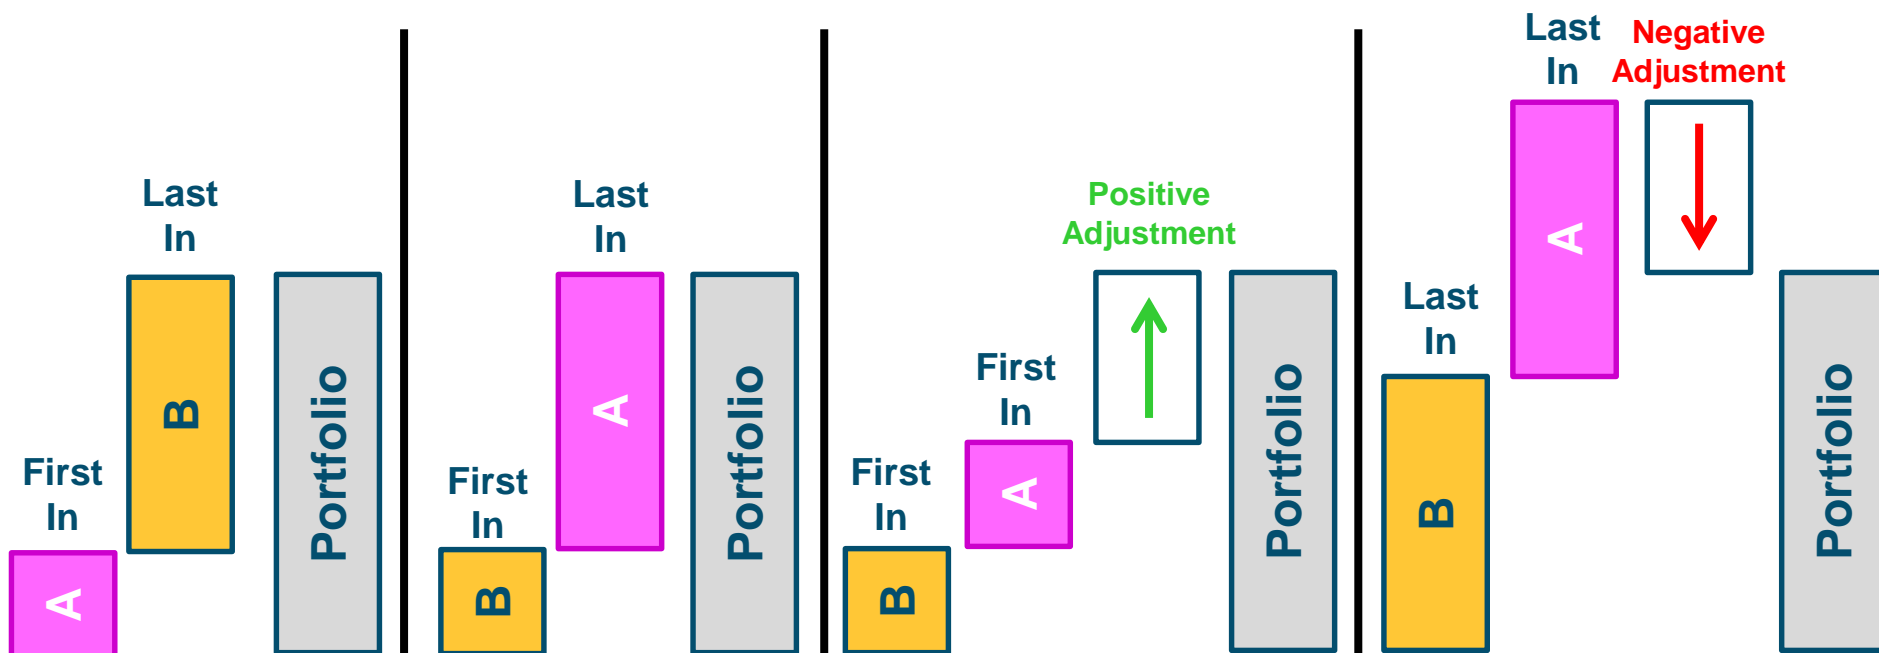 First
In
A
Last
In
B
Portfolio
First
In
B
Last
In
A
Portfolio
First
In
B
First
In
A
Positive
Adjustment
Portfolio
Last
In
B
Last
In
A
Negative
Adjustment
Portfolio